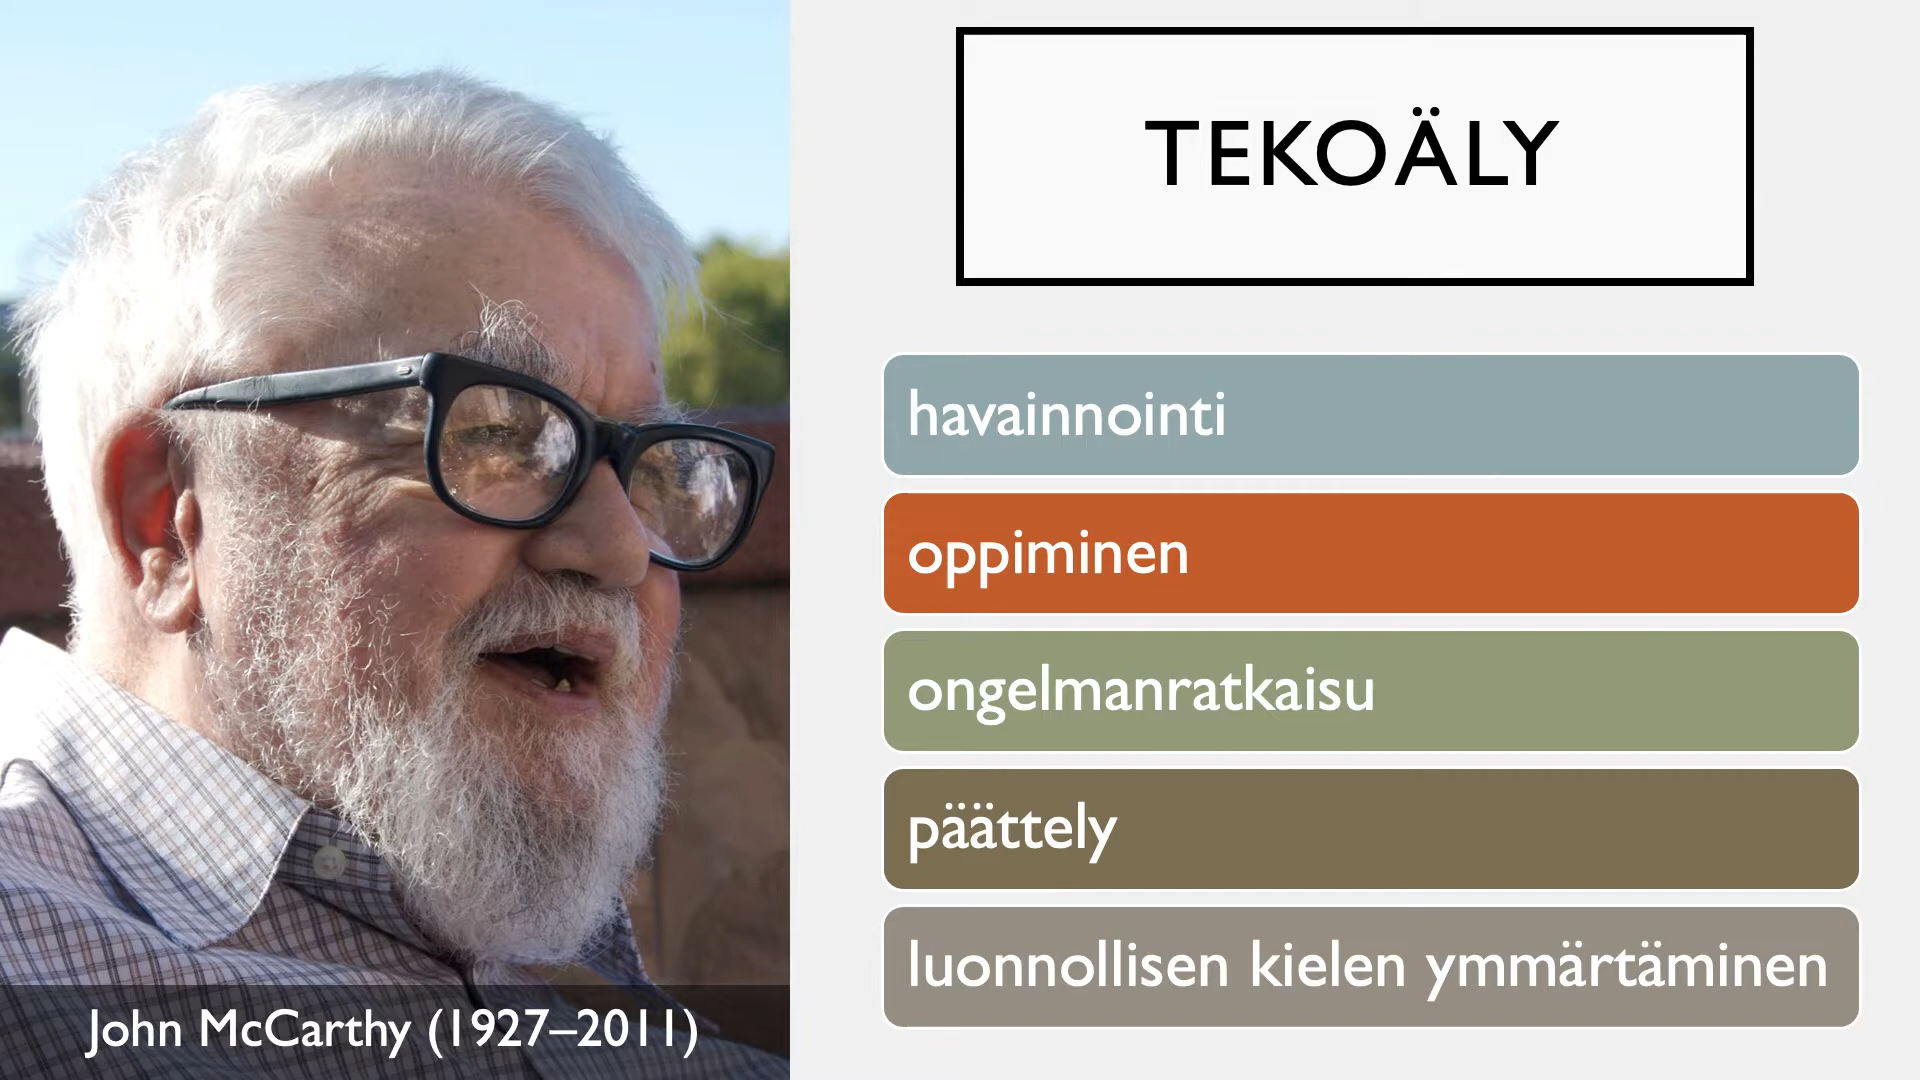 TEKOÄLY
havainnointi
oppiminen
ongelmanratkaisu
päättely
luonnollisen kielen ymmärtäminen
John McCarthy (1927–2011)